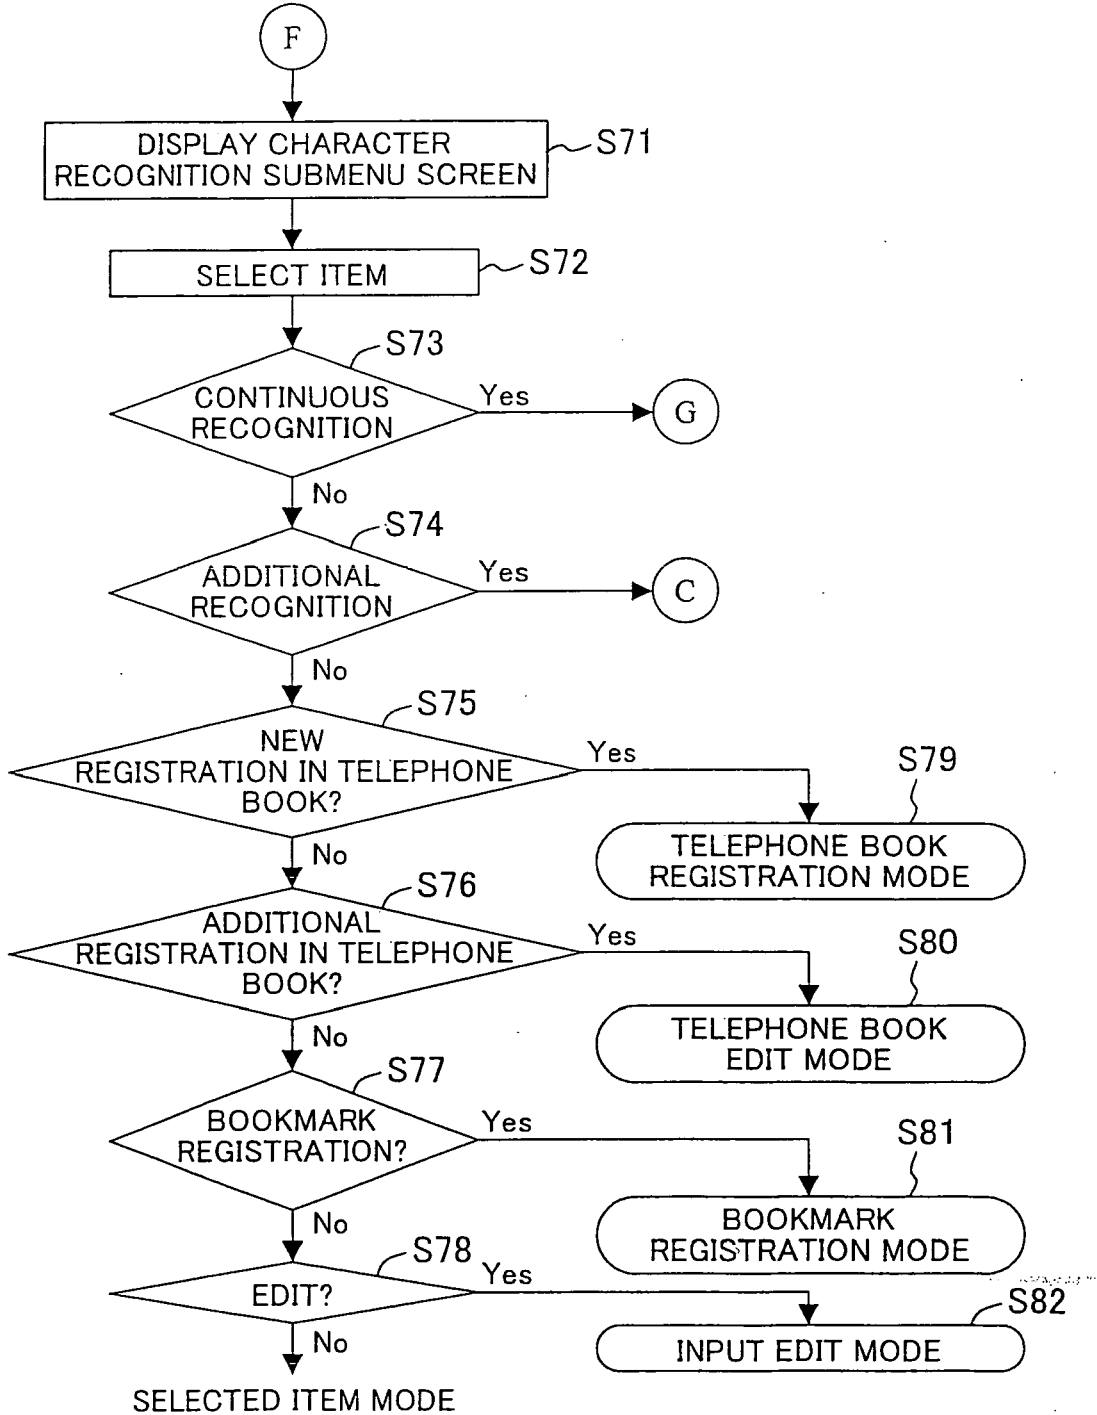 F
DISPLAY CHARACTER
RECOGNITION SUBMENU SCREEN
S71
SELECT ITEM
S72
S73
CONTINUOUS
RECOGNITION
Yes
G
No
S74
ADDITIONAL
RECOGNITION
Yes
C
No
S75
NEW
REGISTRATION IN TELEPHONE
BOOK?
Yes
S79
TELEPHONE BOOK
REGISTRATION MODE
No
S76
ADDITIONAL
REGISTRATION IN TELEPHONE
BOOK?
Yes
S80
TELEPHONE BOOK
EDIT MODE
No
S77
BOOKMARK
REGISTRATION?
Yes
S81
BOOKMARK
REGISTRATION MODE
No
S78
EDIT?
Yes
S82
INPUT EDIT MODE
No
SELECTED ITEM MODE